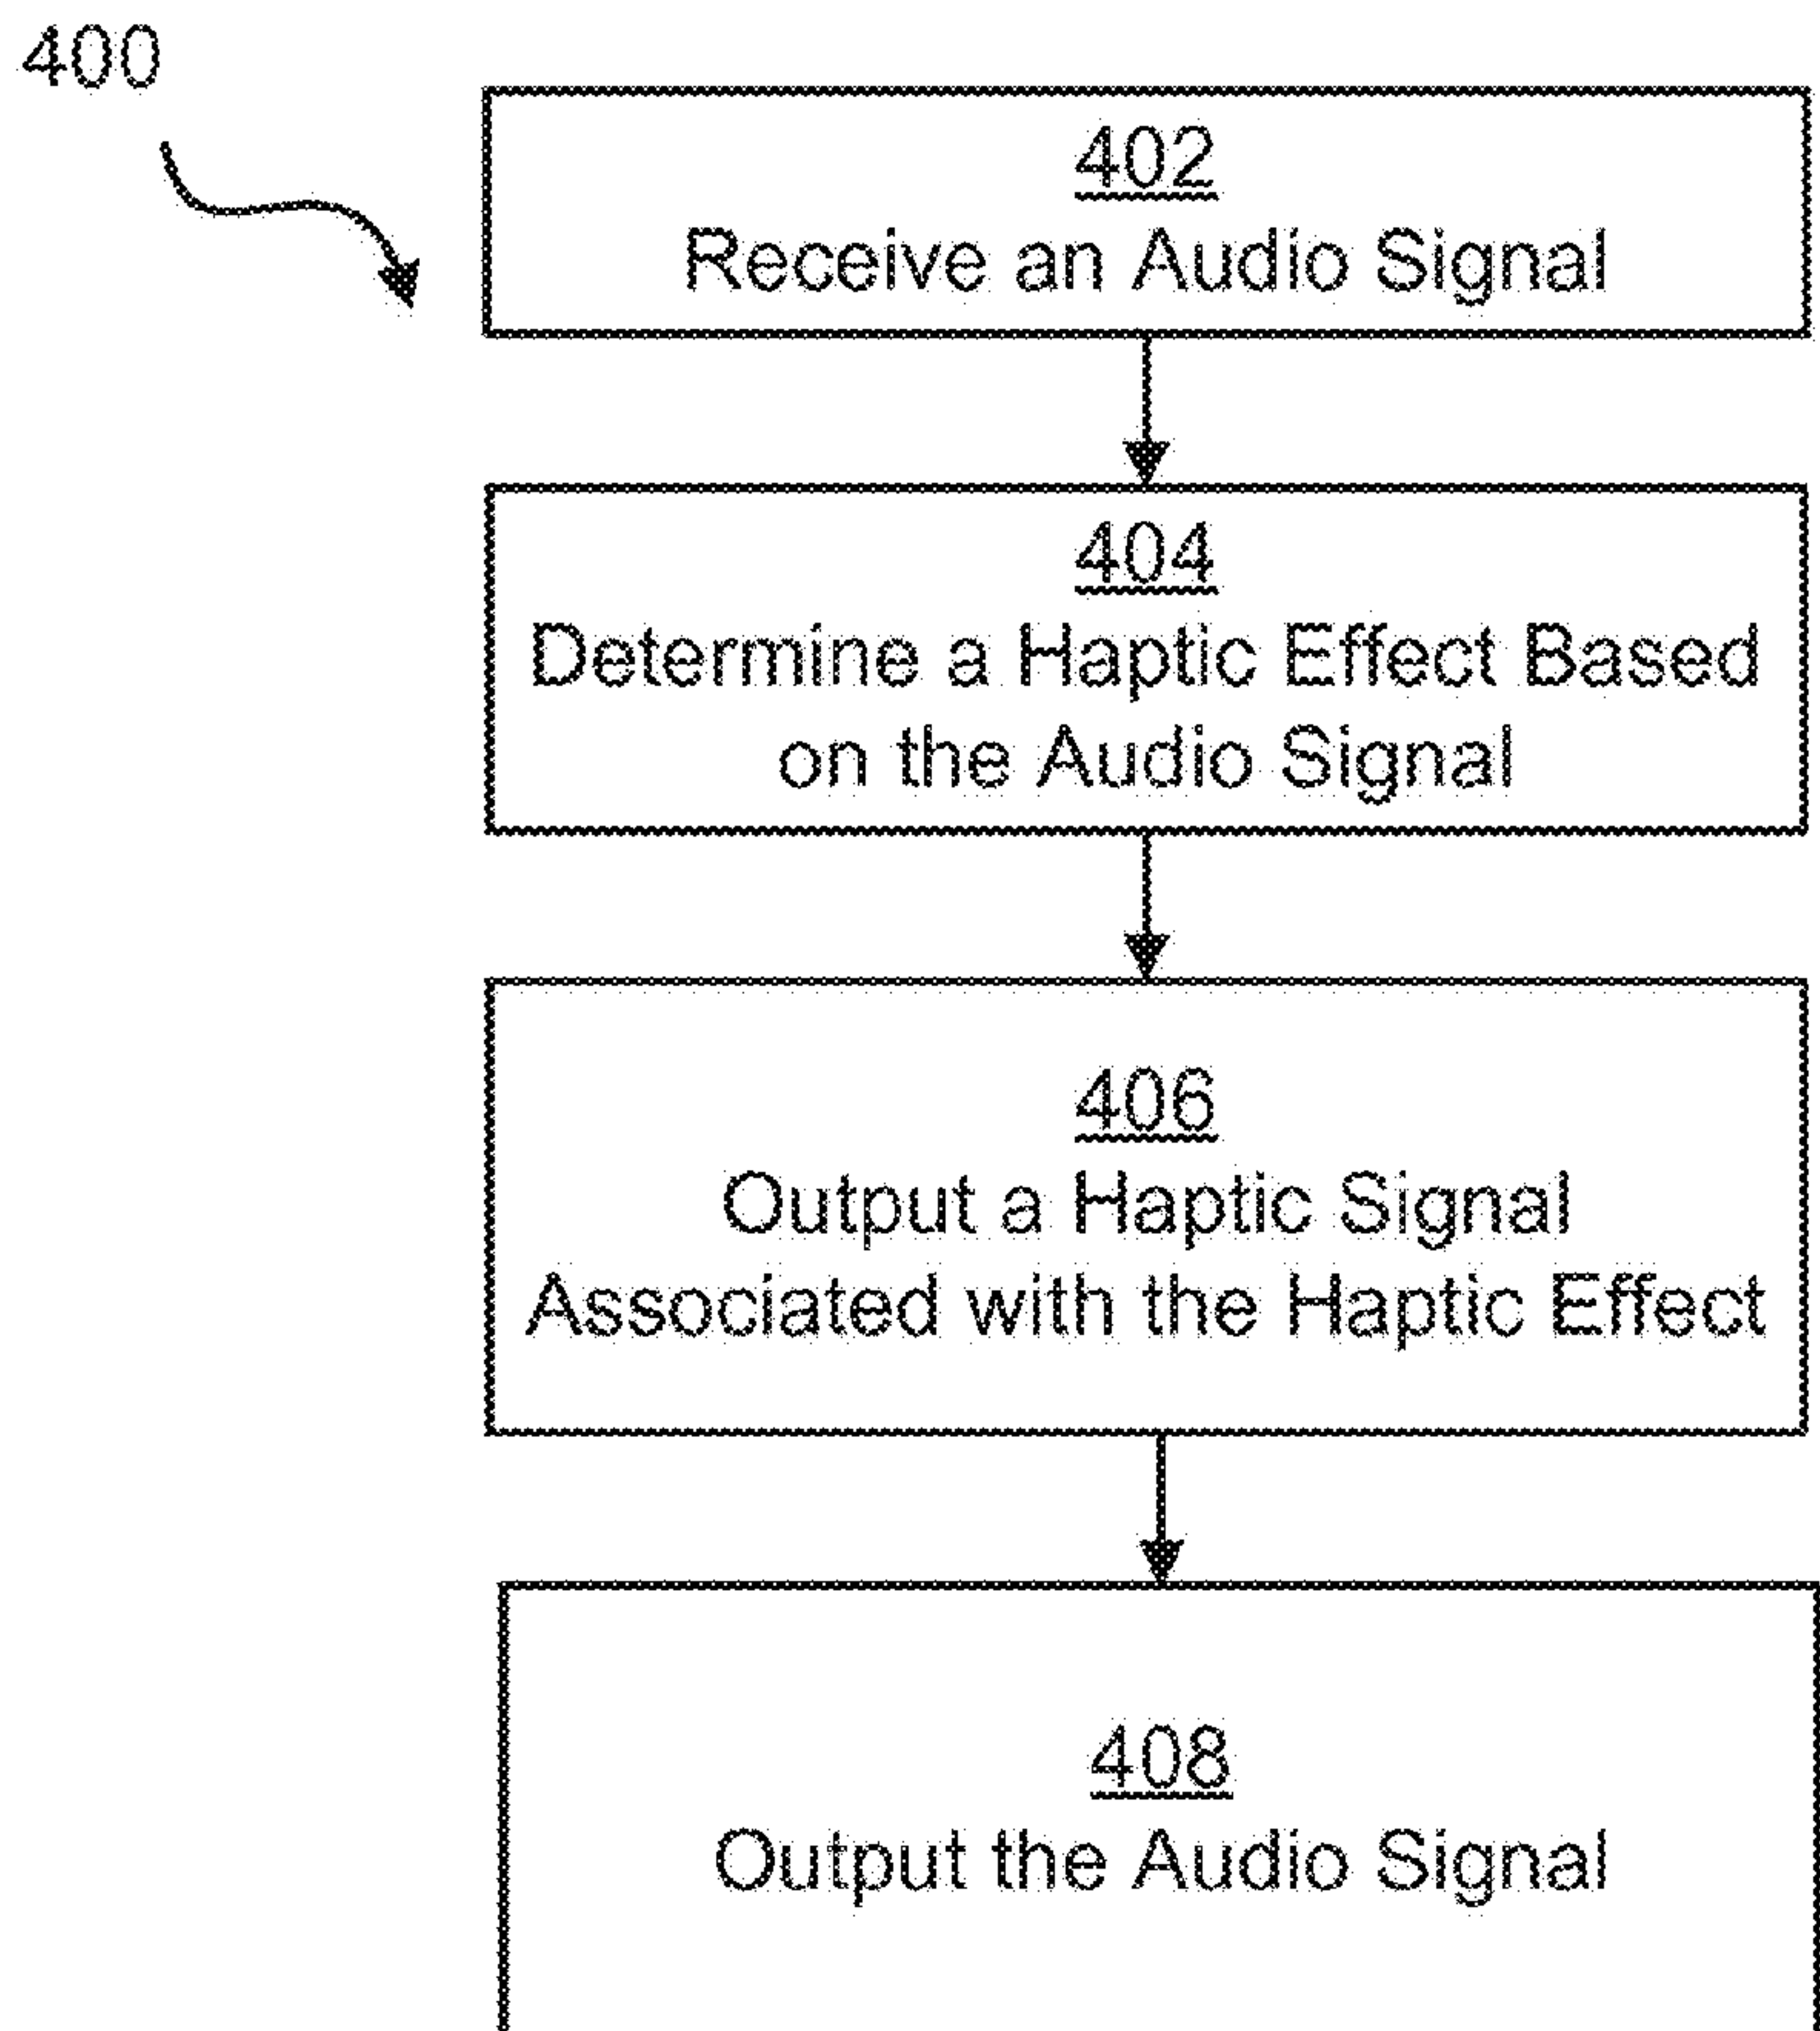 400
402
Receive an Audio Signal
404
Determine a Haptic Effect Based
on the Audio Signal
406
Output a Haptic Signal
Associated with the Haptic Effect
408
Output the Audio Signal